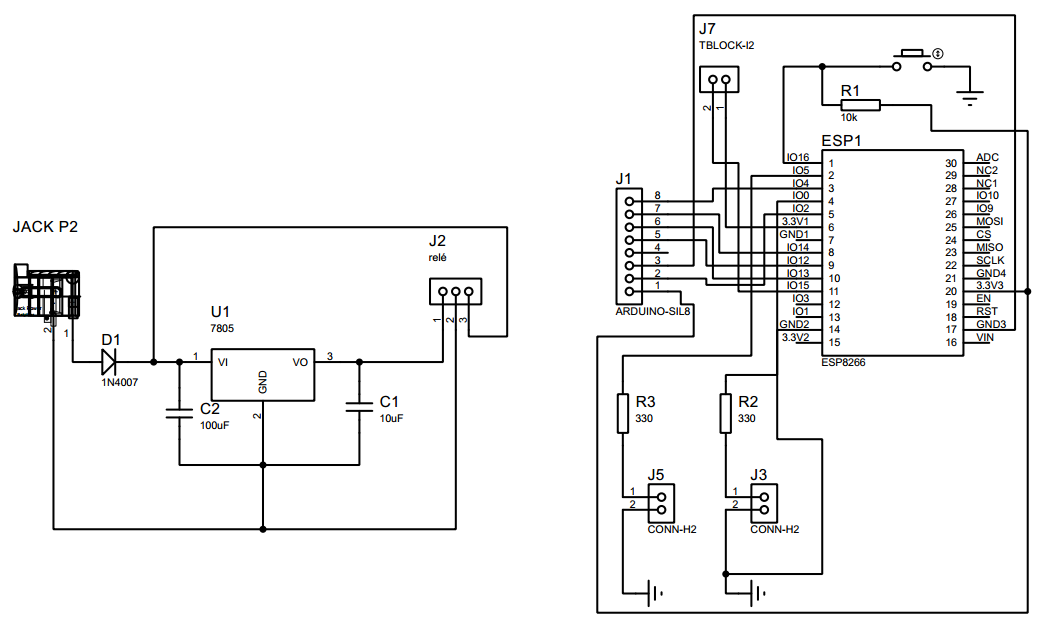 JACK P2
2
1
D1
1N4007
U1
7805
1
VI
VO
3
GND
2
C2
100uF
C1
10uF
J2
relé
1
2
3
J7
TBLOCK-I2
2
1
R1
10k
ESP1
J1
8
7
6
5
4
3
2
1
ARDUINO-SIL8
IO16 1
IO5 2
IO4 3
IO0 4
IO2 5
3.3V1 6
GND1 7
IO14 8
IO12 9
IO13 10
IO15 11
IO3 12
IO1 13
GND2 14
3.3V2 15
30 ADC
29 NC2
28 NC1
27 IO10
26 IO9
25 MOSI
24 CS
23 MISO
22 SCLK
21 GND4
20 3.3V3
19 EN
18 RST
17 GND3
16 VIN
ESP8266
R3
330
R2
330
J5
1
2
CONN-H2
J3
1
2
CONN-H2